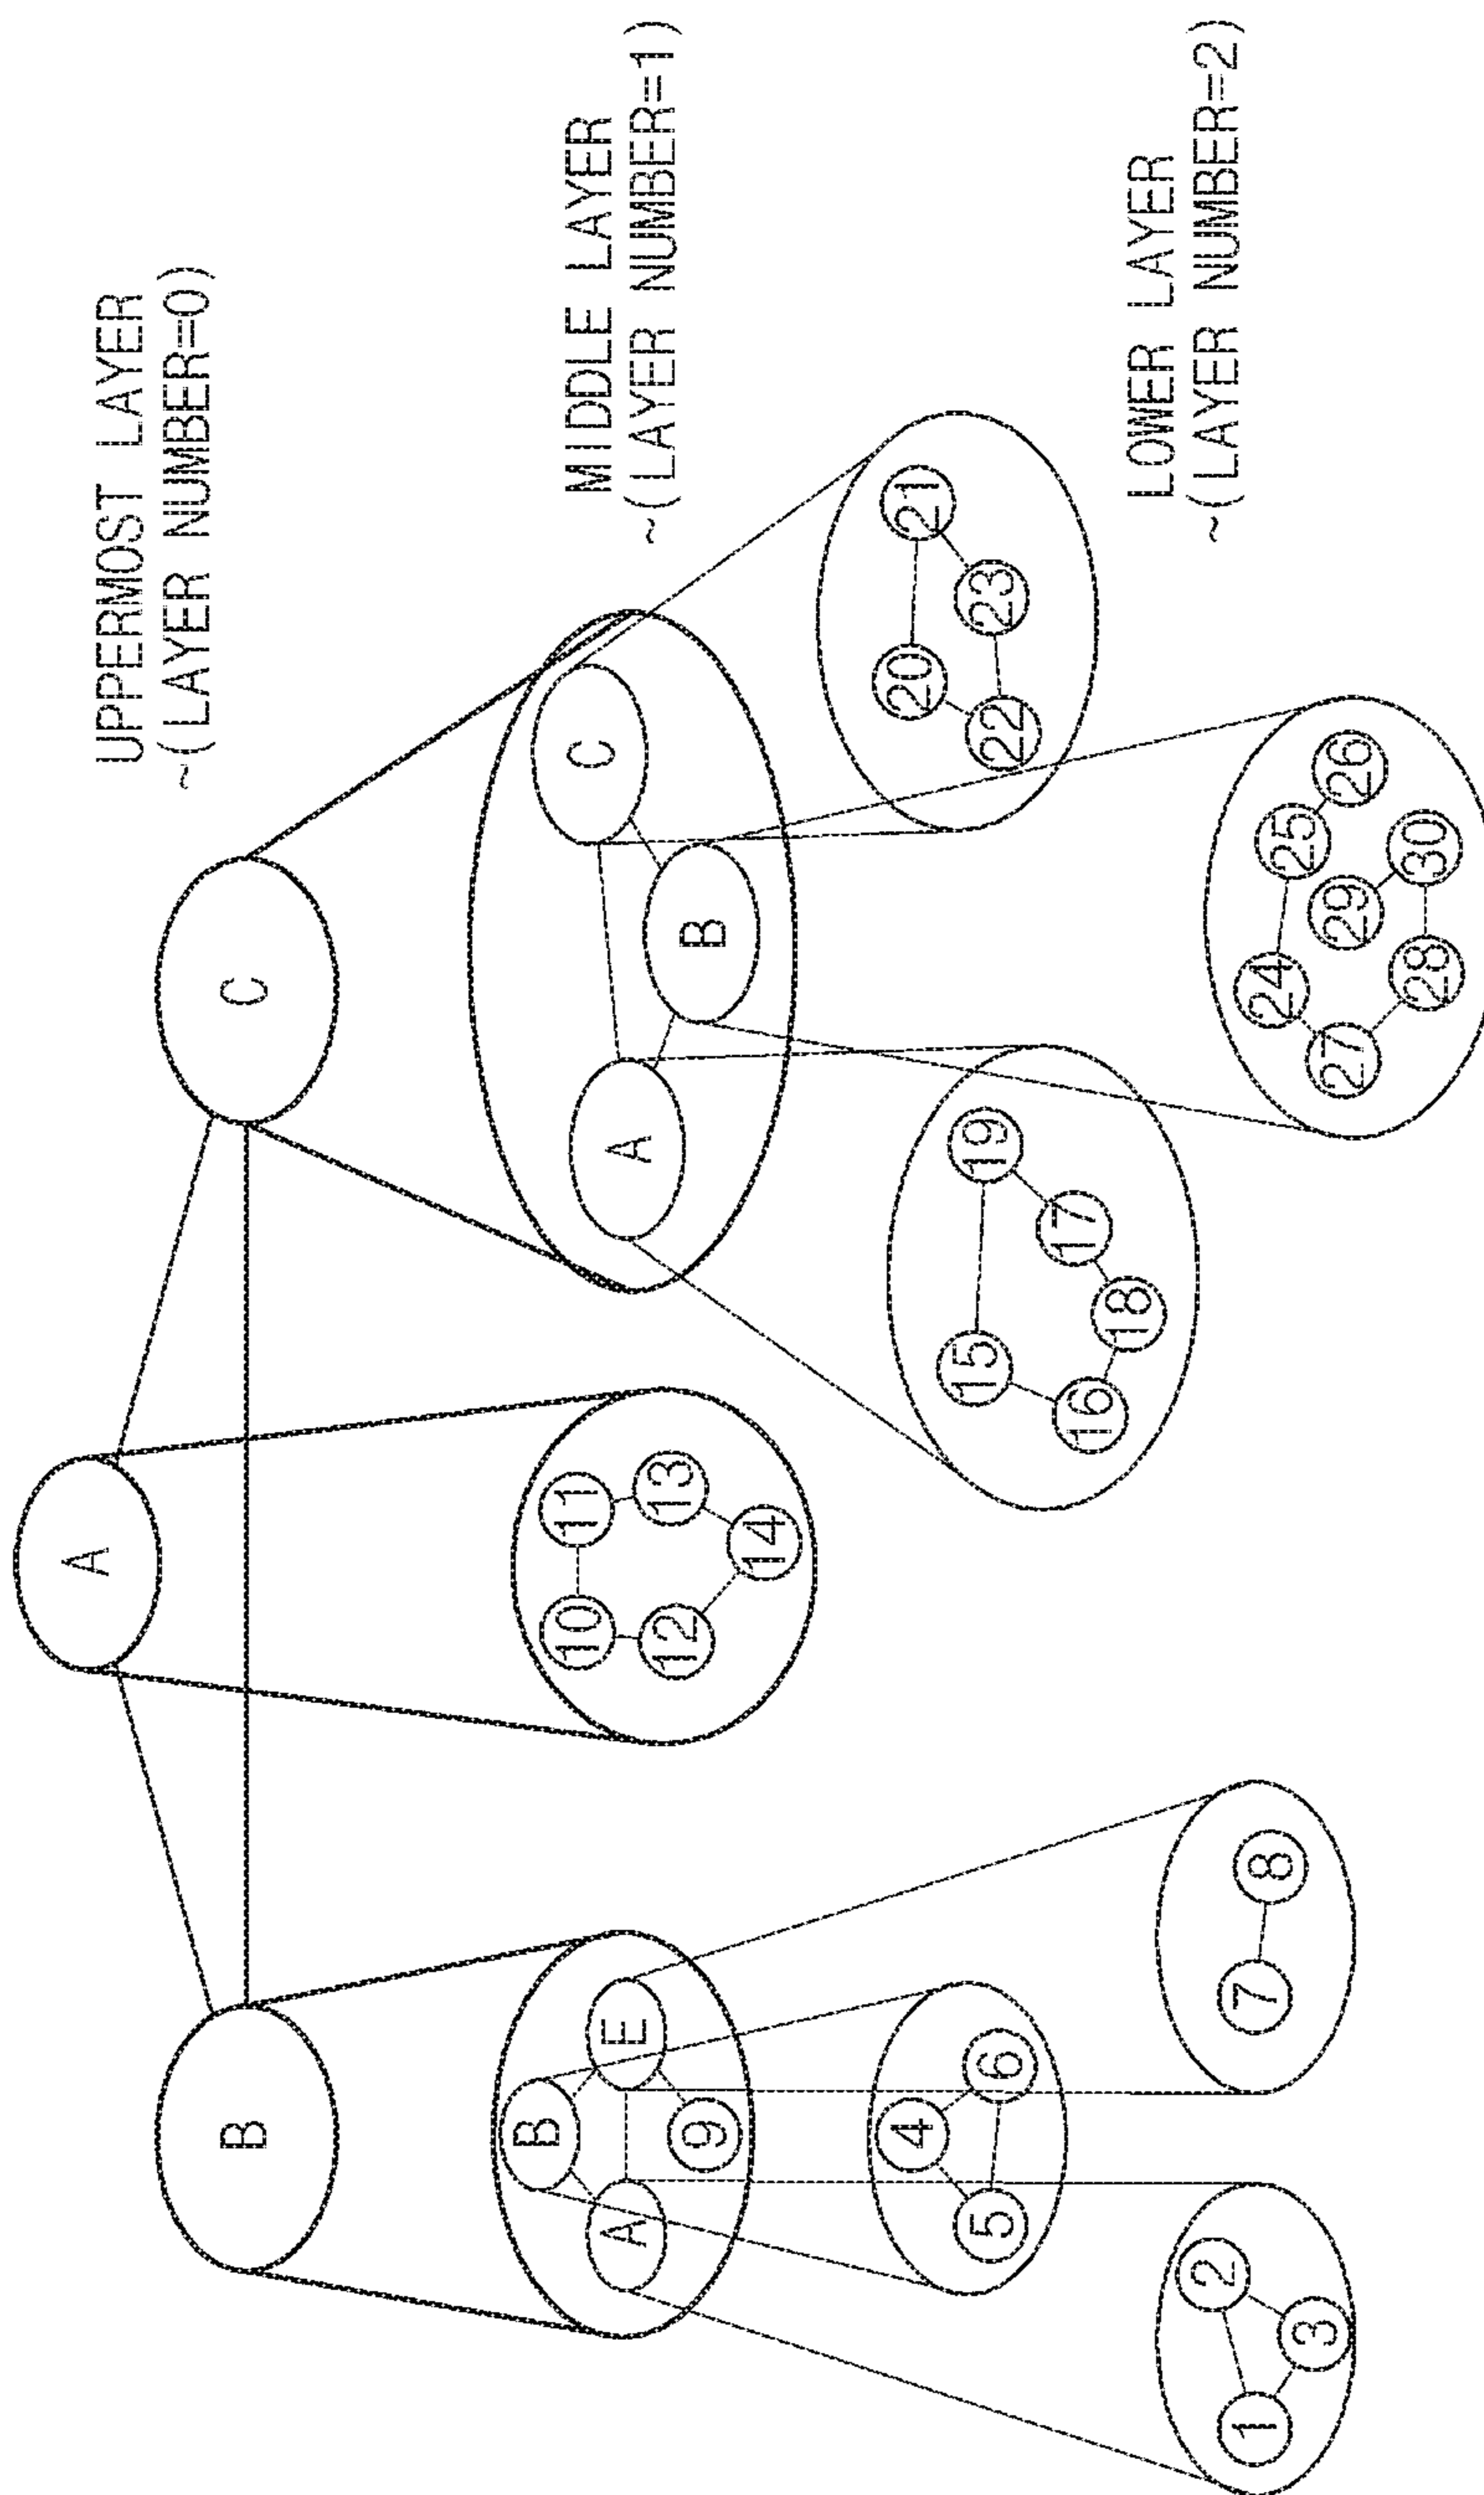 UPPERMOST LAYER
~(LAYER NUMBER=0)
A
B
C
MIDDLE LAYER
~(LAYER NUMBER=1)
B
A
E
9
10
11
12
13
14
A
B
C
LOWER LAYER
~(LAYER NUMBER=2)
4
5
6
1
2
3
7
8
15
19
16
17
18
20
21
22
23
24
25
26
27
29
28
30